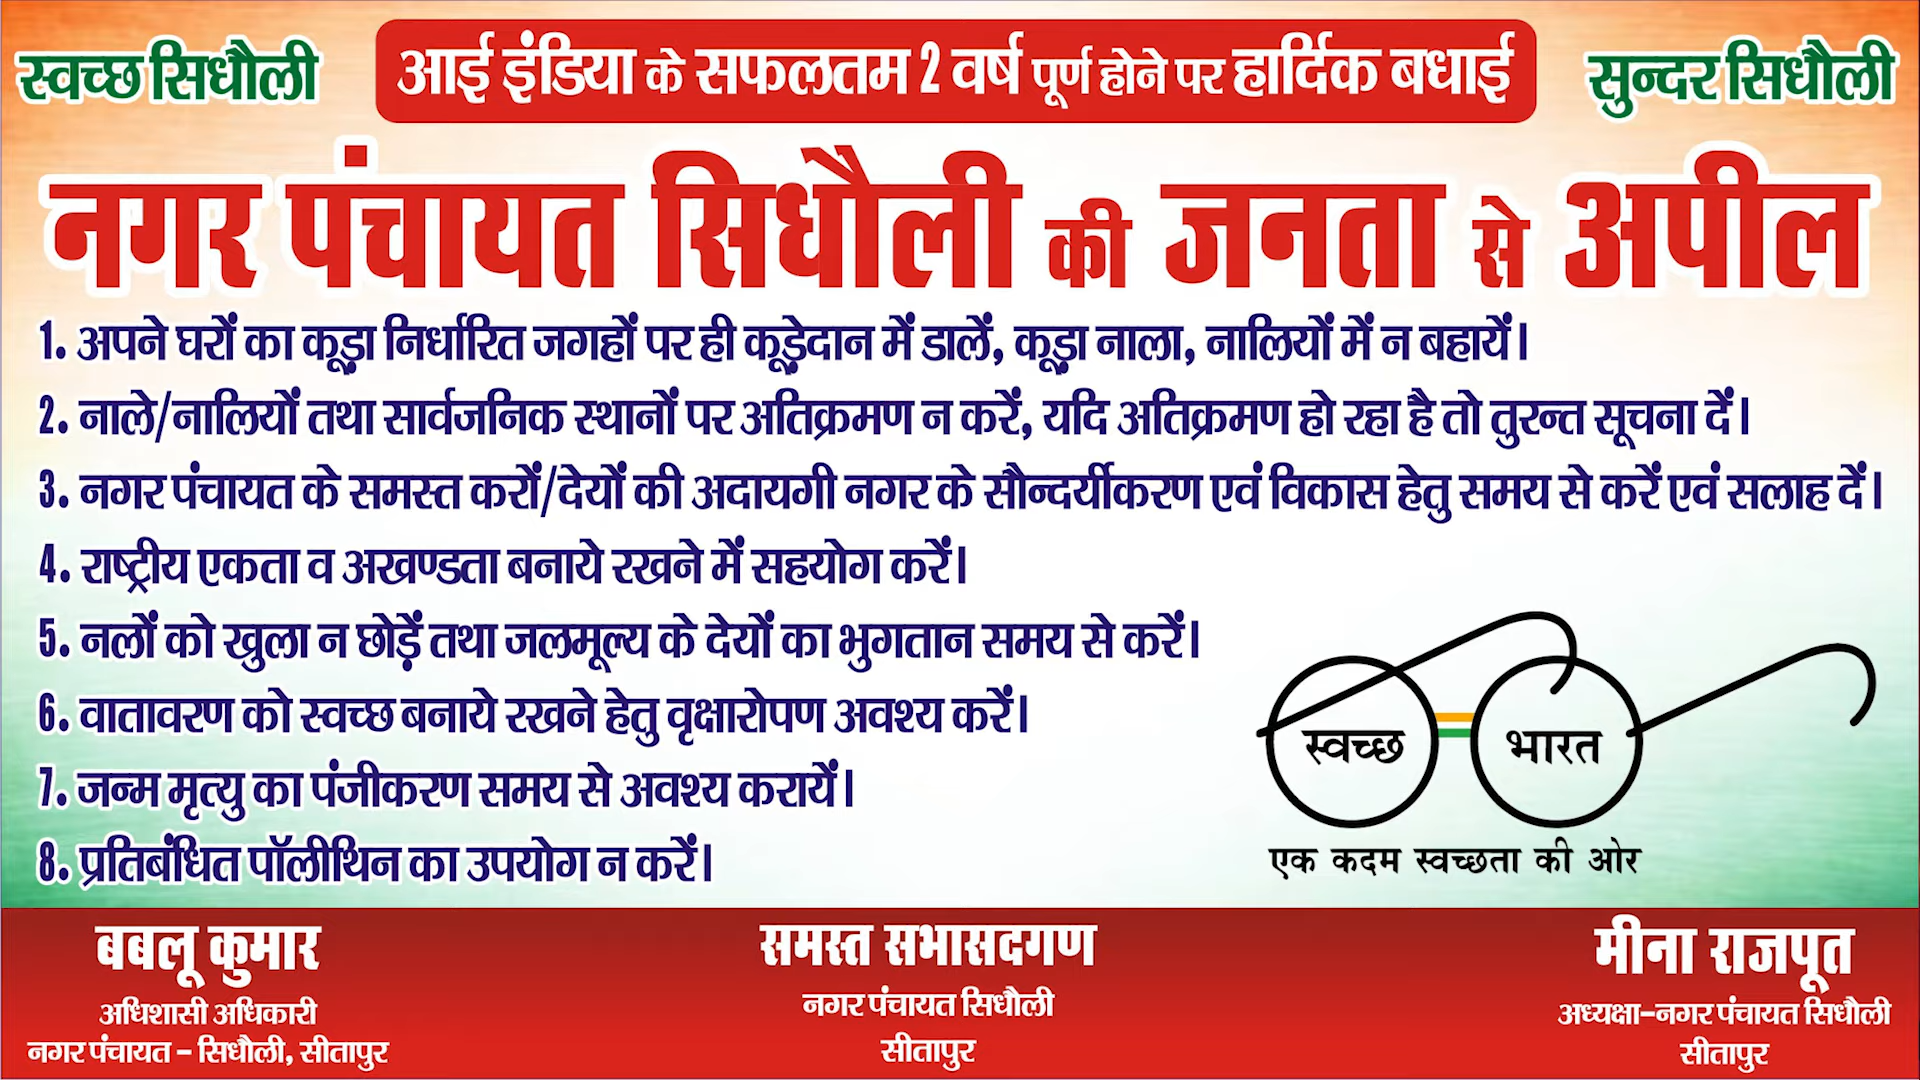 स्वच्छ सिधौली
आई इंडिया के सफलतम 2 वर्ष पूर्ण होने पर हार्दिक बधाई
सुन्दर सिधौली
नगर पंचायत सिधौली की जनता से अपील
1. अपने घरों का कूड़ा निर्धारित जगहों पर ही कूड़ेदान में डालें, कूड़ा नाला, नालियों में न बहायें।
2. नाले/नालियों तथा सार्वजनिक स्थानों पर अतिक्रमण न करें, यदि अतिक्रमण हो रहा है तो तुरन्त सूचना दें।
3. नगर पंचायत के समस्त करों/देयों की अदायगी नगर के सौन्दर्यीकरण एवं विकास हेतु समय से करें एवं सलाह दें।
4. राष्ट्रीय एकता व अखण्डता बनाये रखने में सहयोग करें।
5. नलों को खुला न छोड़ें तथा जलमूल्य के देयों का भुगतान समय से करें।
6. वातावरण को स्वच्छ बनाये रखने हेतु वृक्षारोपण अवश्य करें।
7. जन्म मृत्यु का पंजीकरण समय से अवश्य करायें।
8. प्रतिबंधित पॉलीथिन का उपयोग न करें।
स्वच्छ भारत
एक कदम स्वच्छता की ओर
बबलू कुमार
अधिशासी अधिकारी
नगर पंचायत - सिधौली, सीतापुर
समस्त सभासदगण
नगर पंचायत सिधौली
सीतापुर
मीना राजपूत
अध्यक्षा-नगर पंचायत सिधौली
सीतापुर